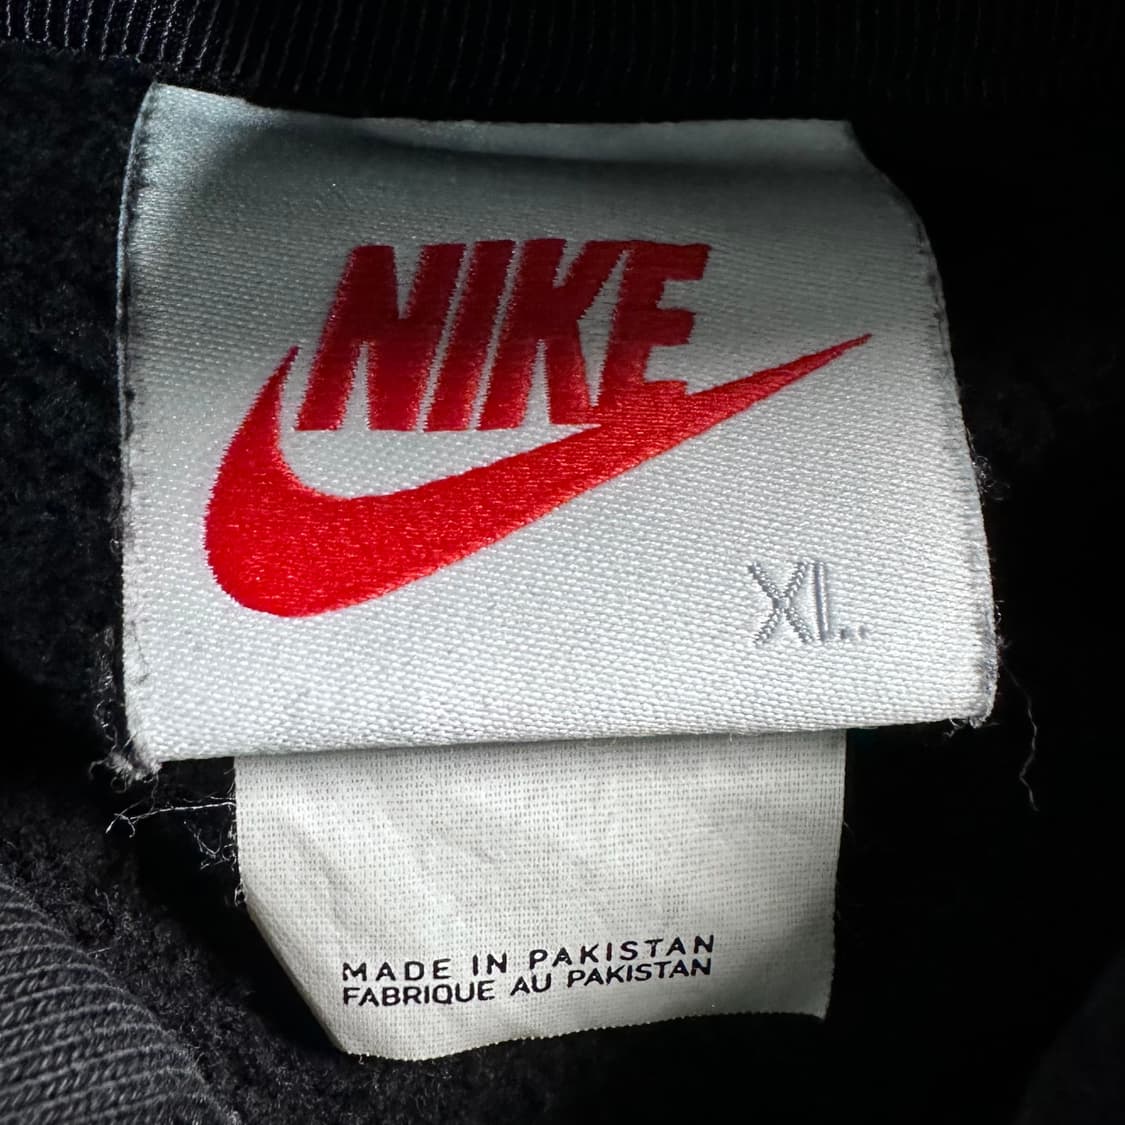 NIKE
XL
MADE IN PAKISTAN
FABRIQUE AU PAKISTAN